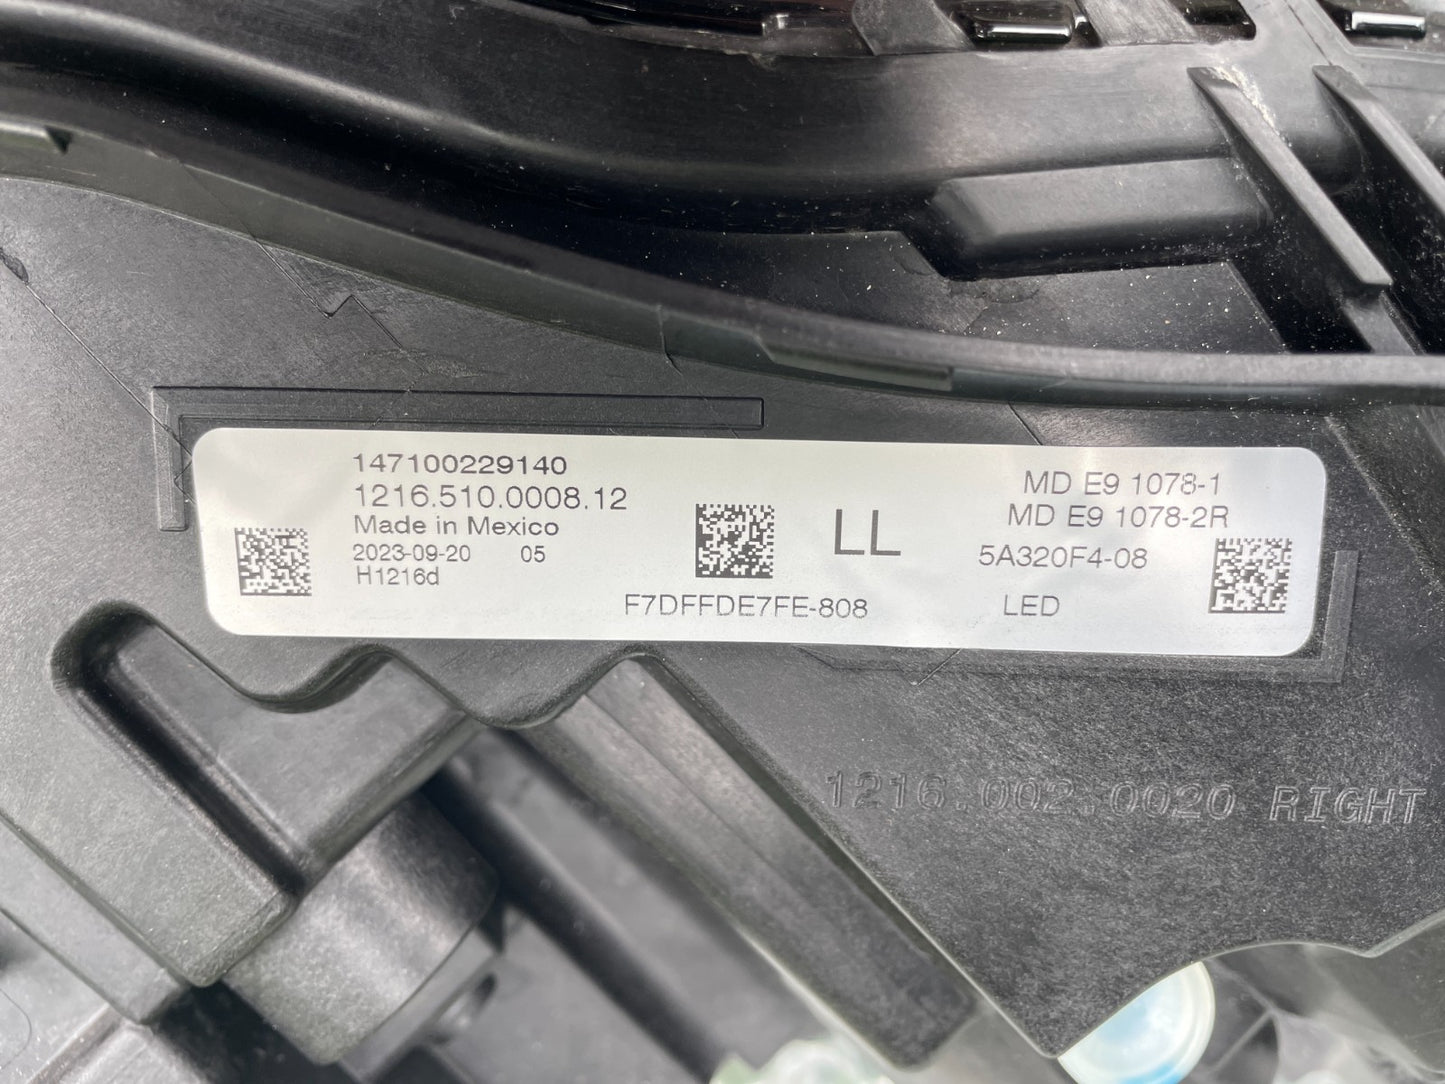 147100229140
1216.510.0008.12
Made in Mexico
2023-09-20 05
H1216d
LL
F7DFFDE7FE-808
MD E9 1078-1
MD E9 1078-2R
5A320F4-08
LED
1216.002.0020 RIGHT